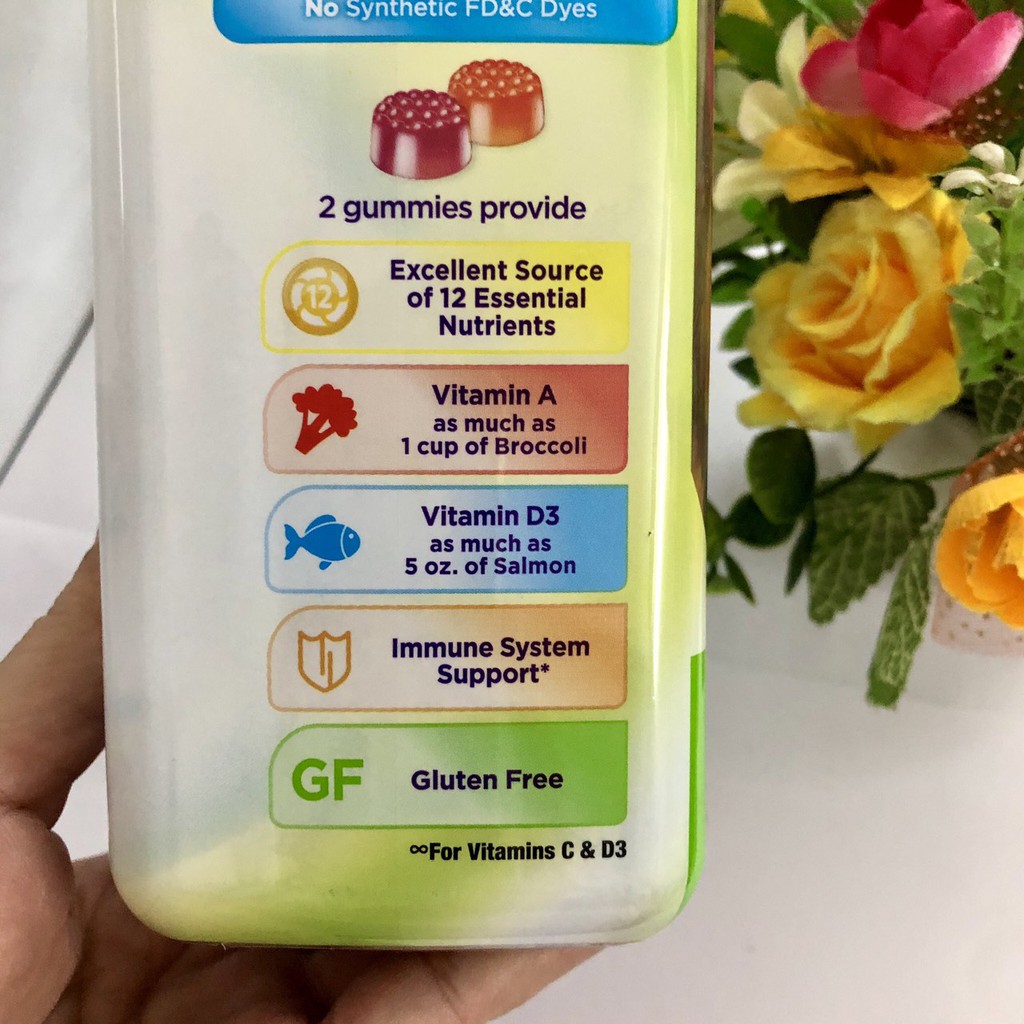 No Synthetic FD&C Dyes
2 gummies provide
12
Excellent Source
of 12 Essential
Nutrients
Vitamin A
as much as
1 cup of Broccoli
Vitamin D3
as much as
5 oz. of Salmon
Immune System
Support*
GF
Gluten Free
∞For Vitamins C & D3